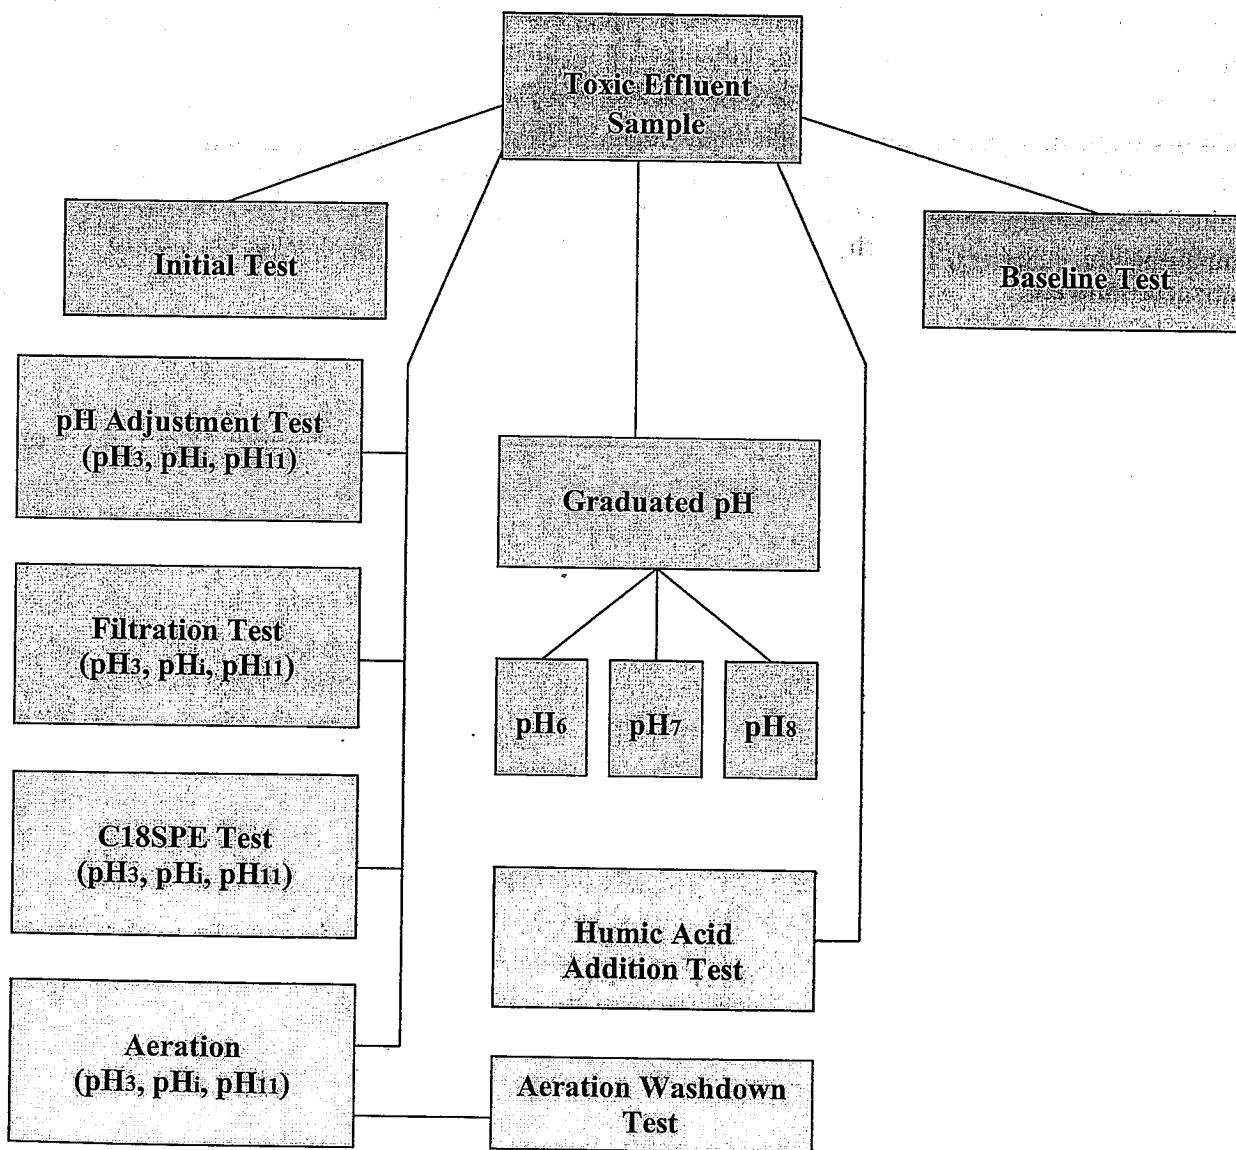 Toxic Effluent
Sample
Initial Test
Baseline Test
pH Adjustment Test
(pH3, pHi, pH11)
Graduated pH
Filtration Test
(pH3, pHi, pH11)
pH6
pH7
pH8
C18SPE Test
(pH3, pHi, pH11)
Humic Acid
Addition Test
Aeration
(pH3, pHi, pH11)
Aeration Washdown
Test